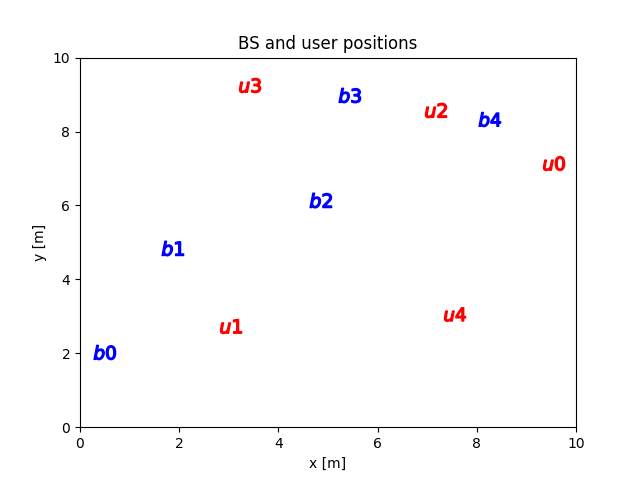 BS and user positions
10
u3
b3
u2
b4
8
u0
y [m]
6
b2
b1
4
u4
u1
2
b0
0
0 2 4 6 8 10
x [m]